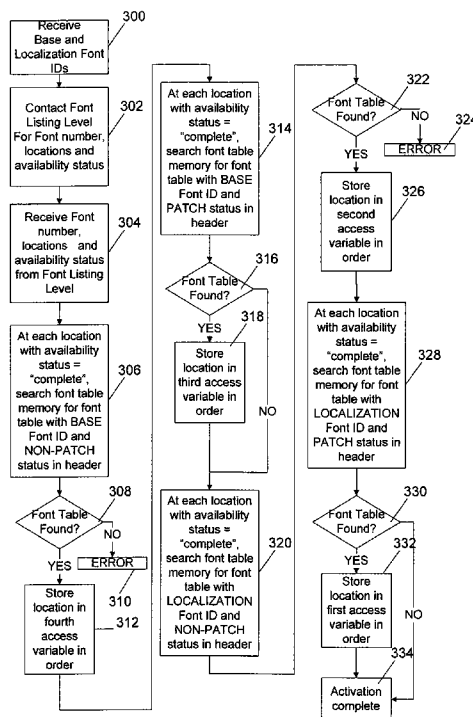 Receive
Base and
Localization Font
IDs
300
Contact Font
Listing Level
For Font number,
locations and
availability status
302
Receive Font
number,
locations and
availability status
from Font Listing
Level
304
At each location
with availability
status =
"complete",
search font table
memory for font
table with BASE
Font ID and
NON-PATCH
status in header
306
Font Table
Found?
308
NO
YES
ERROR
310
Store
location in
fourth
access
variable in
order
312
At each location
with availability
status =
"complete",
search font table
memory for font
table with BASE
Font ID and
PATCH status in
header
314
Font Table
Found?
316
YES
NO
Store
location in
third access
variable in
order
318
At each location
with availability
status =
"complete",
search font table
memory for font
table with
LOCALIZATION
Font ID and
NON-PATCH
status in header
320
Font Table
Found?
322
NO
YES
ERROR
324
Store
location in
second
access
variable in
order
326
At each location
with availability
status =
"complete",
search font table
memory for font
table with
LOCALIZATION
Font ID and
PATCH status in
header
328
Font Table
Found?
330
YES
NO
Store
location in
first access
variable in
order
332
Activation
complete
334